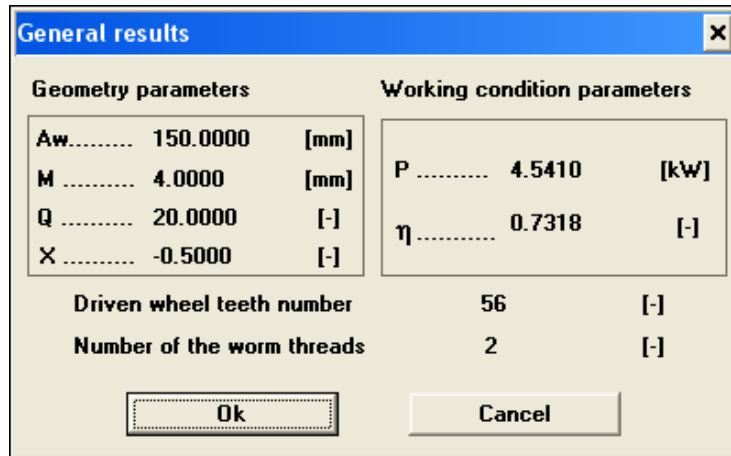 General results
Geometry parameters
Aw......... 150.0000 [mm]
M .......... 4.0000 [mm]
Q .......... 20.0000 [-]
X .......... -0.5000 [-]
Working condition parameters
P .......... 4.5410 [kW]
η ........... 0.7318 [-]
Driven wheel teeth number 56 [-]
Number of the worm threads 2 [-]
Ok Cancel